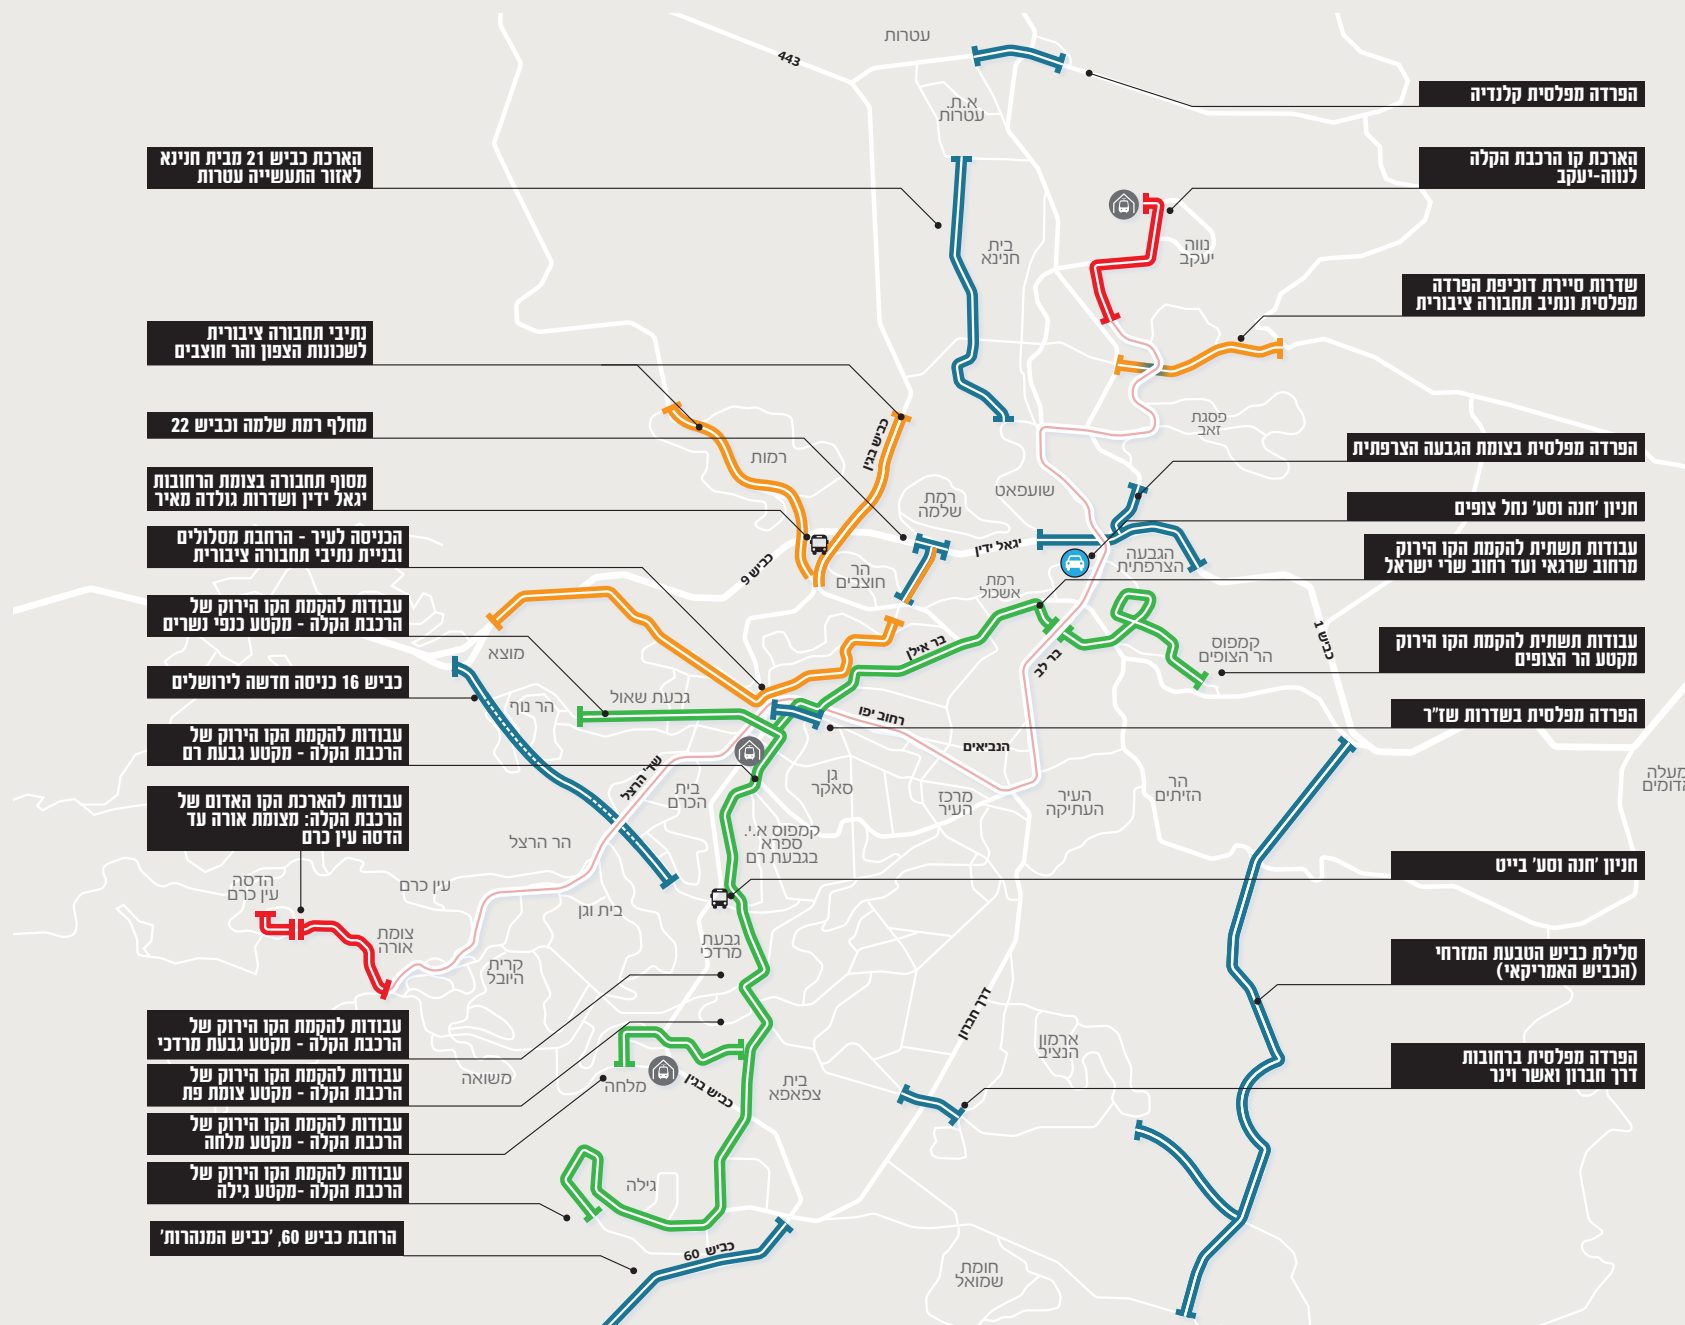 הפרדה מפלסית קלנדיה
הארכת קו הרכבת הקלה
לנווה-יעקב
שדרות סיירת דוכיפת הפרדה
מפלסית ונתיב תחבורה ציבורית
הפרדה מפלסית בצומת הגבעה הצרפתית
חניון 'חנה וסע' נחל צופים
עבודות תשתית להקמת הקו הירוק
מרחוב שרגאי ועד רחוב שרי ישראל
עבודות תשתית להקמת הקו הירוק
מקטע הר הצופים
הפרדה מפלסית בשדרות שז"ר
חניון 'חנה וסע' בייט
סלילת כביש הטבעת המזרחי
(הכביש האמריקאי)
הפרדה מפלסית ברחובות
דרך חברון ואשר וינר
הארכת כביש 21 מבית חנינא
לאזור התעשייה עטרות
נתיבי תחבורה ציבורית
לשכונות הצפון והר חוצבים
מחלף רמת שלמה וכביש 22
מסוף תחבורה בצומת הרחובות
יגאל ידין ושדרות גולדה מאיר
הכניסה לעיר - הרחבת מסלולים
ובניית נתיבי תחבורה ציבורית
עבודות להקמת הקו הירוק של
הרכבת הקלה - מקטע כנפי נשרים
כביש 16 כניסה חדשה לירושלים
עבודות להקמת הקו הירוק של
הרכבת הקלה - מקטע גבעת רם
עבודות להארכת הקו האדום של
הרכבת הקלה: מצומת אורה עד
הדסה עין כרם
עבודות להקמת הקו הירוק של
הרכבת הקלה - מקטע גבעת מרדכי
עבודות להקמת הקו הירוק של
הרכבת הקלה - מקטע צומת פת
עבודות להקמת הקו הירוק של
הרכבת הקלה - מקטע מלחה
עבודות להקמת הקו הירוק של
הרכבת הקלה -מקטע גילה
הרחבת כביש 60, 'כביש המנהרות'
עטרות
443
א.ת.
עטרות
נווה
יעקב
בית
חנינא
פסגת
זאב
כביש בגין
רמות
שועפאט
רמת
שלמה
יגאל ידין
הגבעה
הצרפתית
כביש 9
הר
חוצבים
רמת
אשכול
כביש 1
קמפוס
הר הצופים
בר אילן
בר לב
מוצא
גבעת שאול
הר נוף
רחוב יפו
הנביאים
שד' הרצל
גן
סאקר
בית
הכרם
מרכז
העיר
העיר
העתיקה
הר
הזיתים
מעלה
אדומים
קמפוס א.י.
ספרא
בגבעת רם
הר הרצל
הדסה
עין כרם
עין כרם
בית וגן
צומת
אורה
גבעת
מרדכי
קרית
היובל
דרך חברון
ארמון
הנציב
משואה
מלחה
כביש בגין
בית
צפאפא
גילה
כביש 60
חומת
שמואל